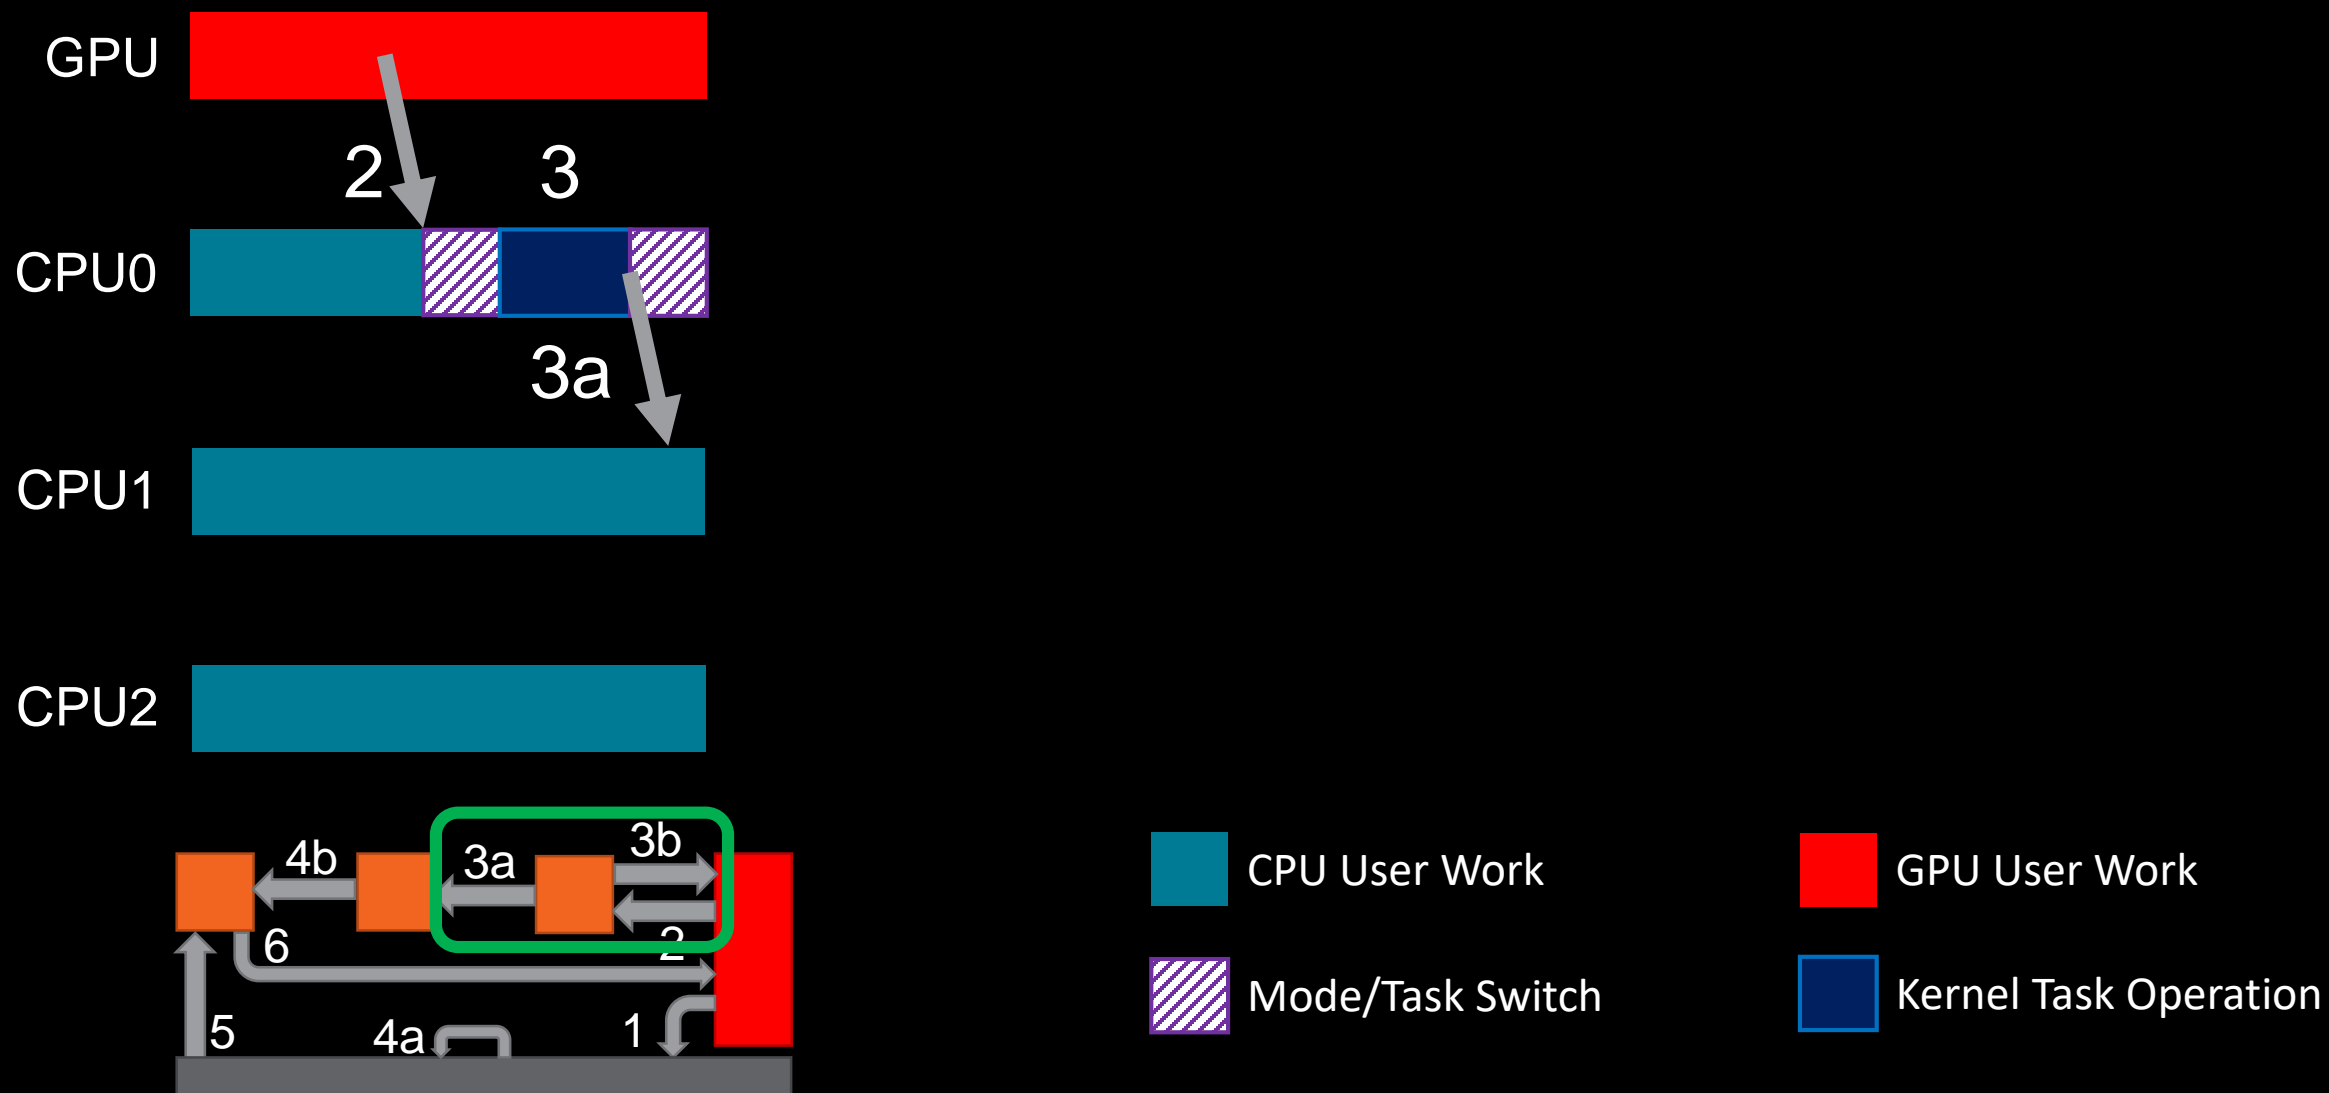 GPU
2 3
CPU0
3a
CPU1
CPU2
4b 3a 3b
6 2
5 4a 1
CPU User Work
GPU User Work
Mode/Task Switch
Kernel Task Operation